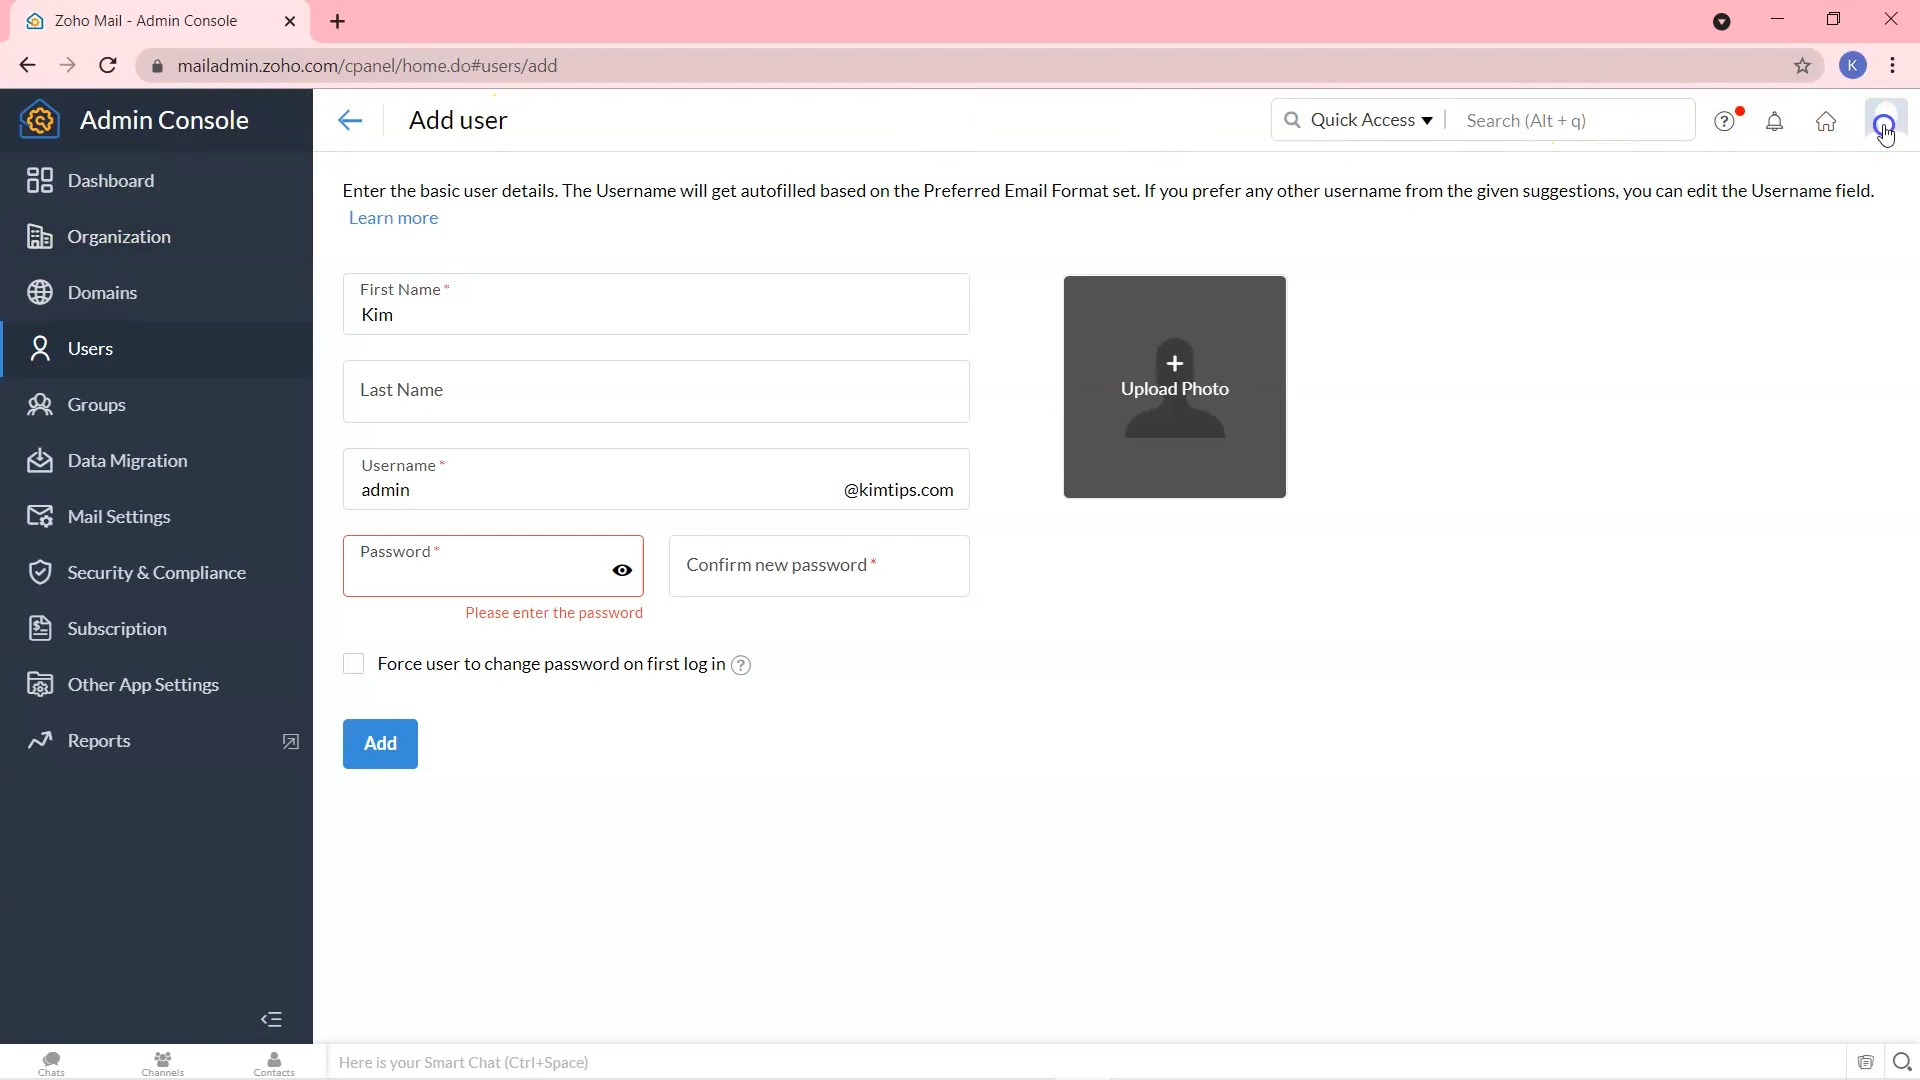 Zoho Mail - Admin Console
mailadmin.zoho.com/cpanel/home.do#users/add
K
Admin Console
Add user
Quick Access
Search (Alt + q)
Dashboard
Organization
Domains
Users
Groups
Data Migration
Mail Settings
Security & Compliance
Subscription
Other App Settings
Reports
Enter the basic user details. The Username will get autofilled based on the Preferred Email Format set. If you prefer any other username from the given suggestions, you can edit the Username field.
Learn more
First Name *
Kim
Last Name
Username *
admin @kimtips.com
Password *
Confirm new password *
Please enter the password
Force user to change password on first log in ?
Add
+
Upload Photo
Chats
Channels
Contacts
Here is your Smart Chat (Ctrl+Space)